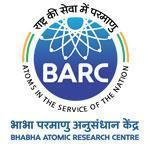 राष्ट्र की सेवा में परमाणु
BARC
ATOMS IN THE SERVICE OF THE NATION
भाभा परमाणु अनुसंधान केंद्र
BHABHA ATOMIC RESEARCH CENTRE